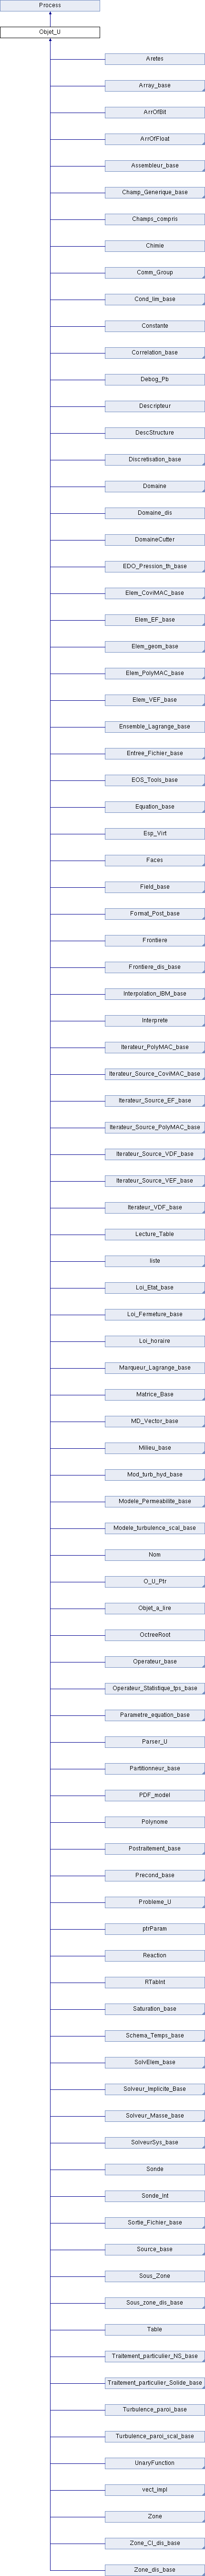 Process
Objet_U
Aretes
Array_base
ArrOfBit
ArrOfFloat
Assembleur_base
Champ_Generique_base
Champs_compris
Chimie
Comm_Group
Cond_lim_base
Constante
Correlation_base
Debog_Pb
Descripteur
DescStructure
Discretisation_base
Domaine
Domaine_dis
DomaineCutter
EDO_Pression_th_base
Elem_CoviMAC_base
Elem_EF_base
Elem_geom_base
Elem_PolyMAC_base
Elem_VEF_base
Ensemble_Lagrange_base
Entree_Fichier_base
EOS_Tools_base
Equation_base
Esp_Virt
Faces
Field_base
Format_Post_base
Frontiere
Frontiere_dis_base
Interpolation_IBM_base
Interprete
Iterateur_PolyMAC_base
Iterateur_Source_CoviMAC_base
Iterateur_Source_EF_base
Iterateur_Source_PolyMAC_base
Iterateur_Source_VDF_base
Iterateur_Source_VEF_base
Iterateur_VDF_base
Lecture_Table
liste
Loi_Etat_base
Loi_Fermeture_base
Loi_horaire
Marqueur_Lagrange_base
Matrice_Base
MD_Vector_base
Milieu_base
Mod_turb_hyd_base
Modele_Permeabilite_base
Modele_turbulence_scal_base
Nom
O_U_Ptr
Objet_a_lire
OctreeRoot
Operateur_base
Operateur_Statistique_tps_base
Parametre_equation_base
Parser_U
Partitionneur_base
PDF_model
Polynome
Postraitement_base
Precond_base
Probleme_U
ptrParam
Reaction
RTabInt
Saturation_base
Schema_Temps_base
SolvElem_base
Solveur_Implicite_Base
Solveur_Masse_base
SolveurSys_base
Sonde
Sonde_Int
Sortie_Fichier_base
Source_base
Sous_Zone
Sous_zone_dis_base
Table
Traitement_particulier_NS_base
Traitement_particulier_Solide_base
Turbulence_paroi_base
Turbulence_paroi_scal_base
UnaryFunction
vect_impl
Zone
Zone_Cl_dis_base
Zone_dis_base